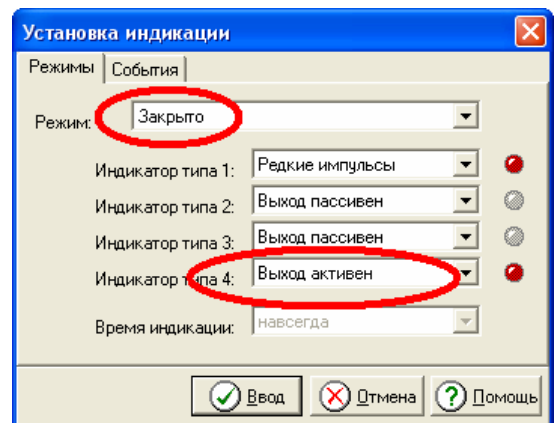 Установка индикации
Режимы События
Режим: Закрыто
Индикатор типа 1: Редкие импульсы
Индикатор типа 2: Выход пассивен
Индикатор типа 3: Выход пассивен
Индикатор типа 4: Выход активен
Время индикации: навсегда
Ввод Отмена ? Помощь